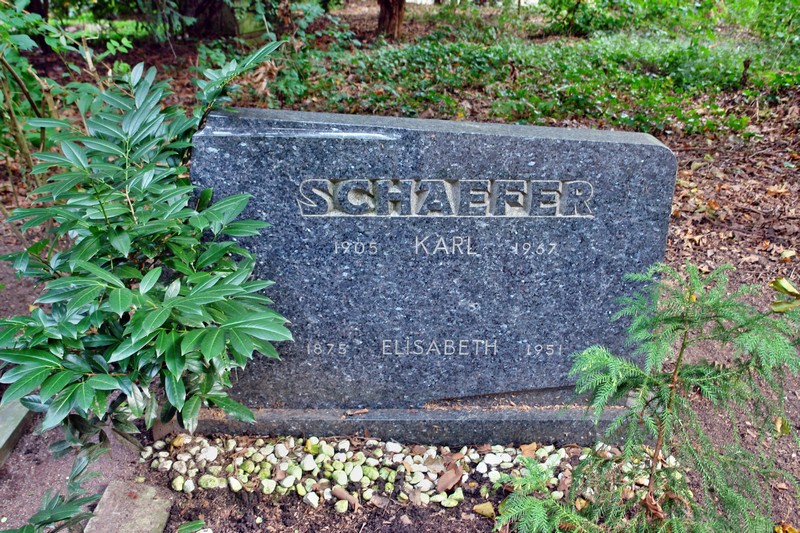 SCHAEFER
1905 KARL 1967
1875 ELISABETH 1951